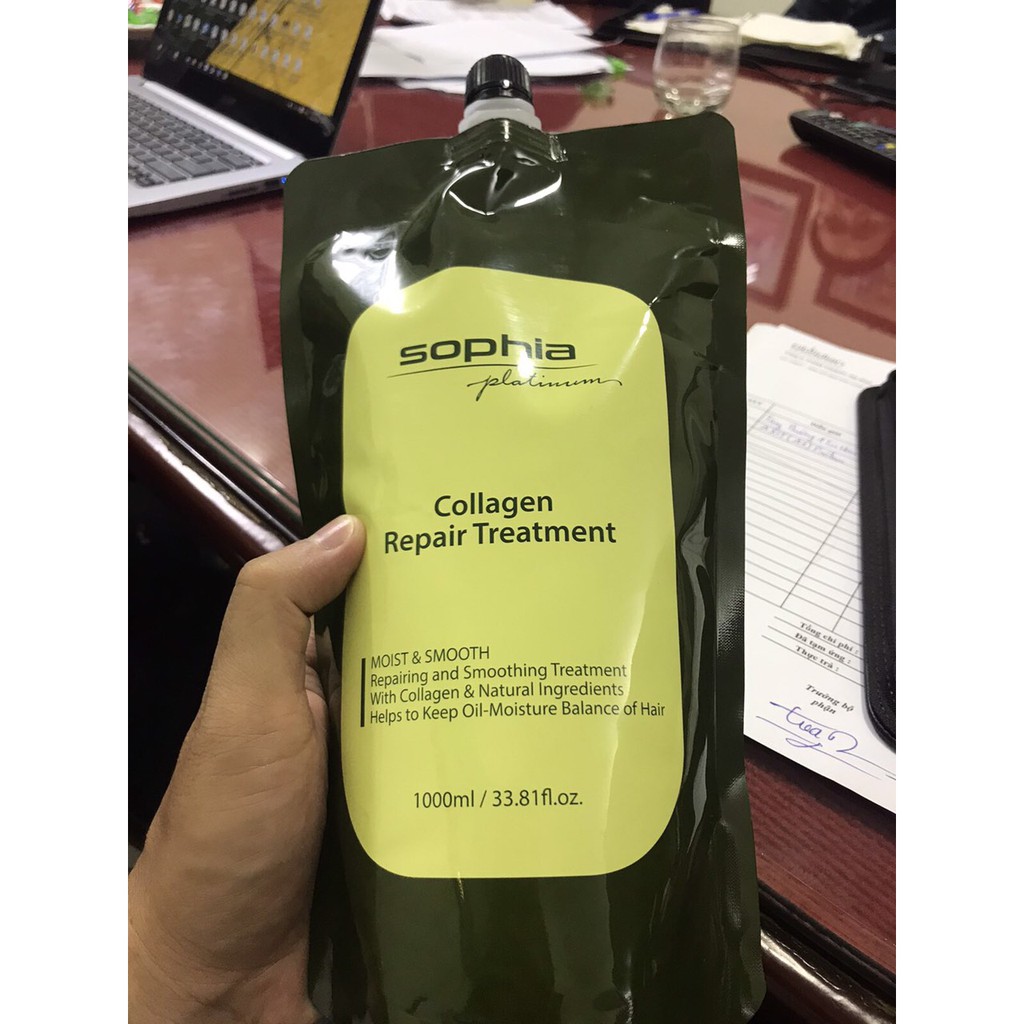 sophia
platinum
Collagen
Repair Treatment
MOIST & SMOOTH
Repairing and Smoothing Treatment
With Collagen & Natural Ingredients
Helps to Keep Oil-Moisture Balance of Hair
1000ml / 33.81fl.oz.
Tổng chi phí :
Đã tạm ứng :
Thực trả :
Trưởng bộ
phận